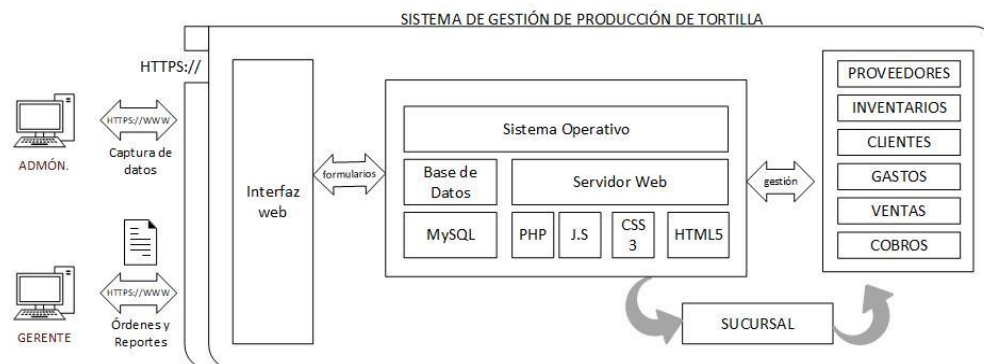 SISTEMA DE GESTIÓN DE PRODUCCIÓN DE TORTILLA
HTTPS://
HTTPS://WWW
ADMÓN.
Captura de
datos
HTTPS://WWW
GERENTE
Órdenes y
Reportes
Interfaz
web
formularios
Sistema Operativo
Base de
Datos
Servidor Web
MySQL
PHP
J.S
CSS
3
HTML5
gestión
PROVEEDORES
INVENTARIOS
CLIENTES
GASTOS
VENTAS
COBROS
SUCURSAL